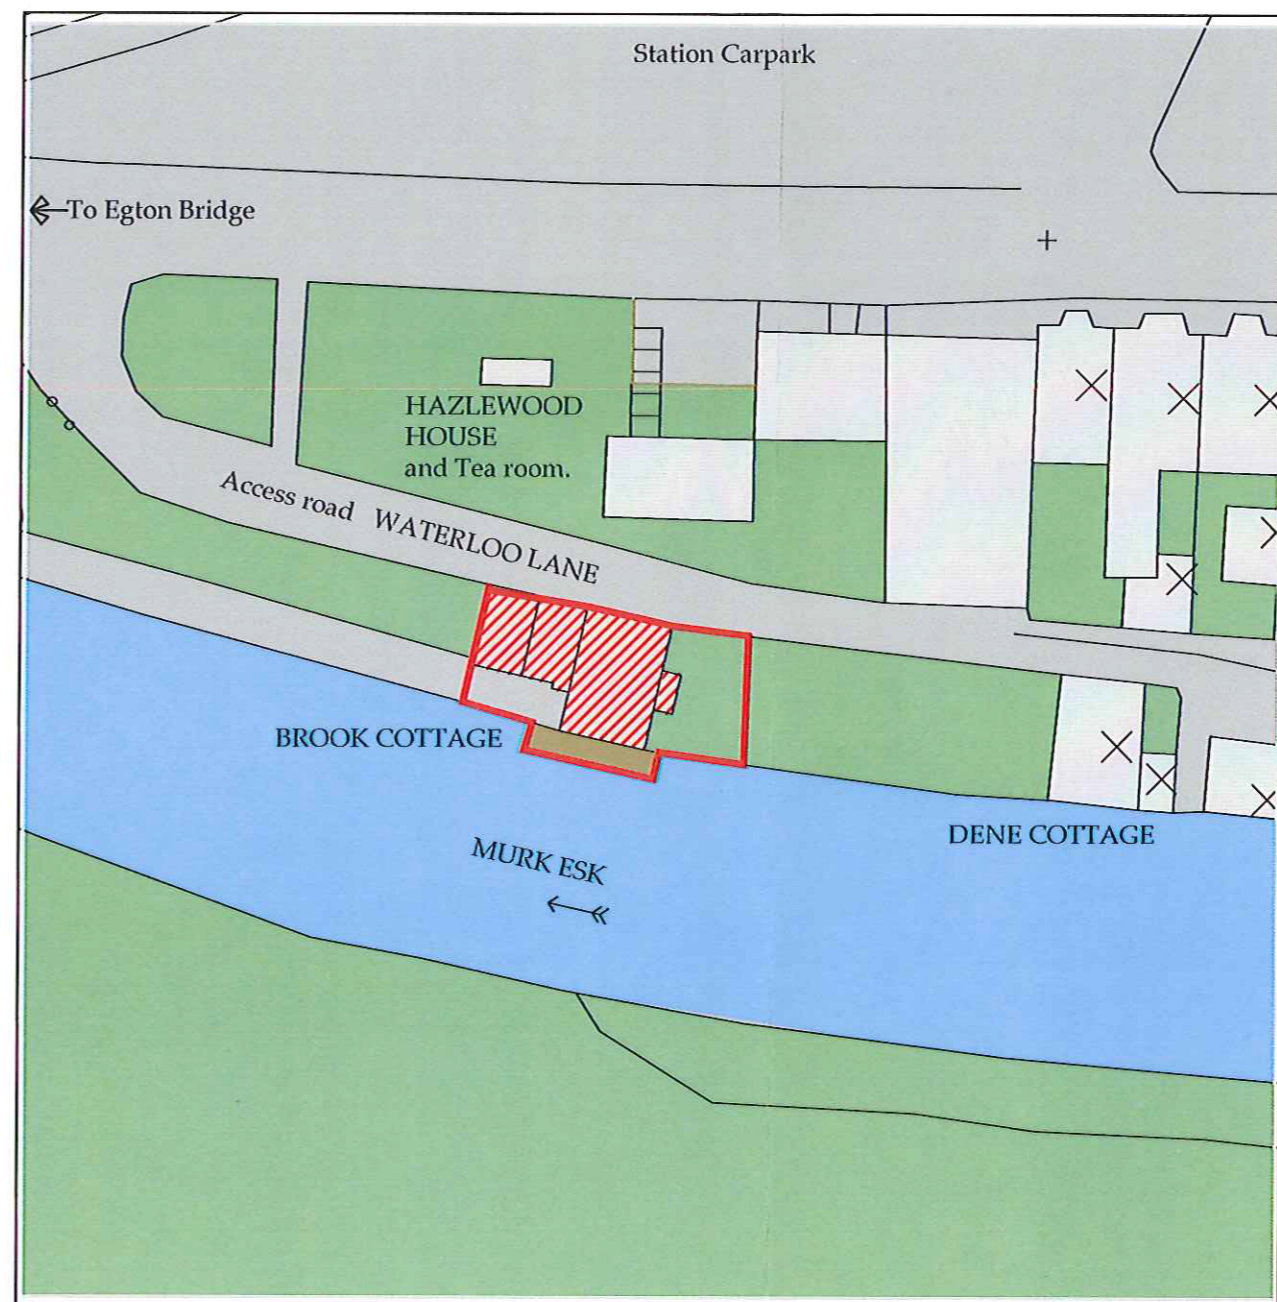 Station Carpark
To Egton Bridge
HAZLEWOOD
HOUSE
and Tea room.
Access road WATERLOO LANE
BROOK COTTAGE
DENE COTTAGE
MURK ESK